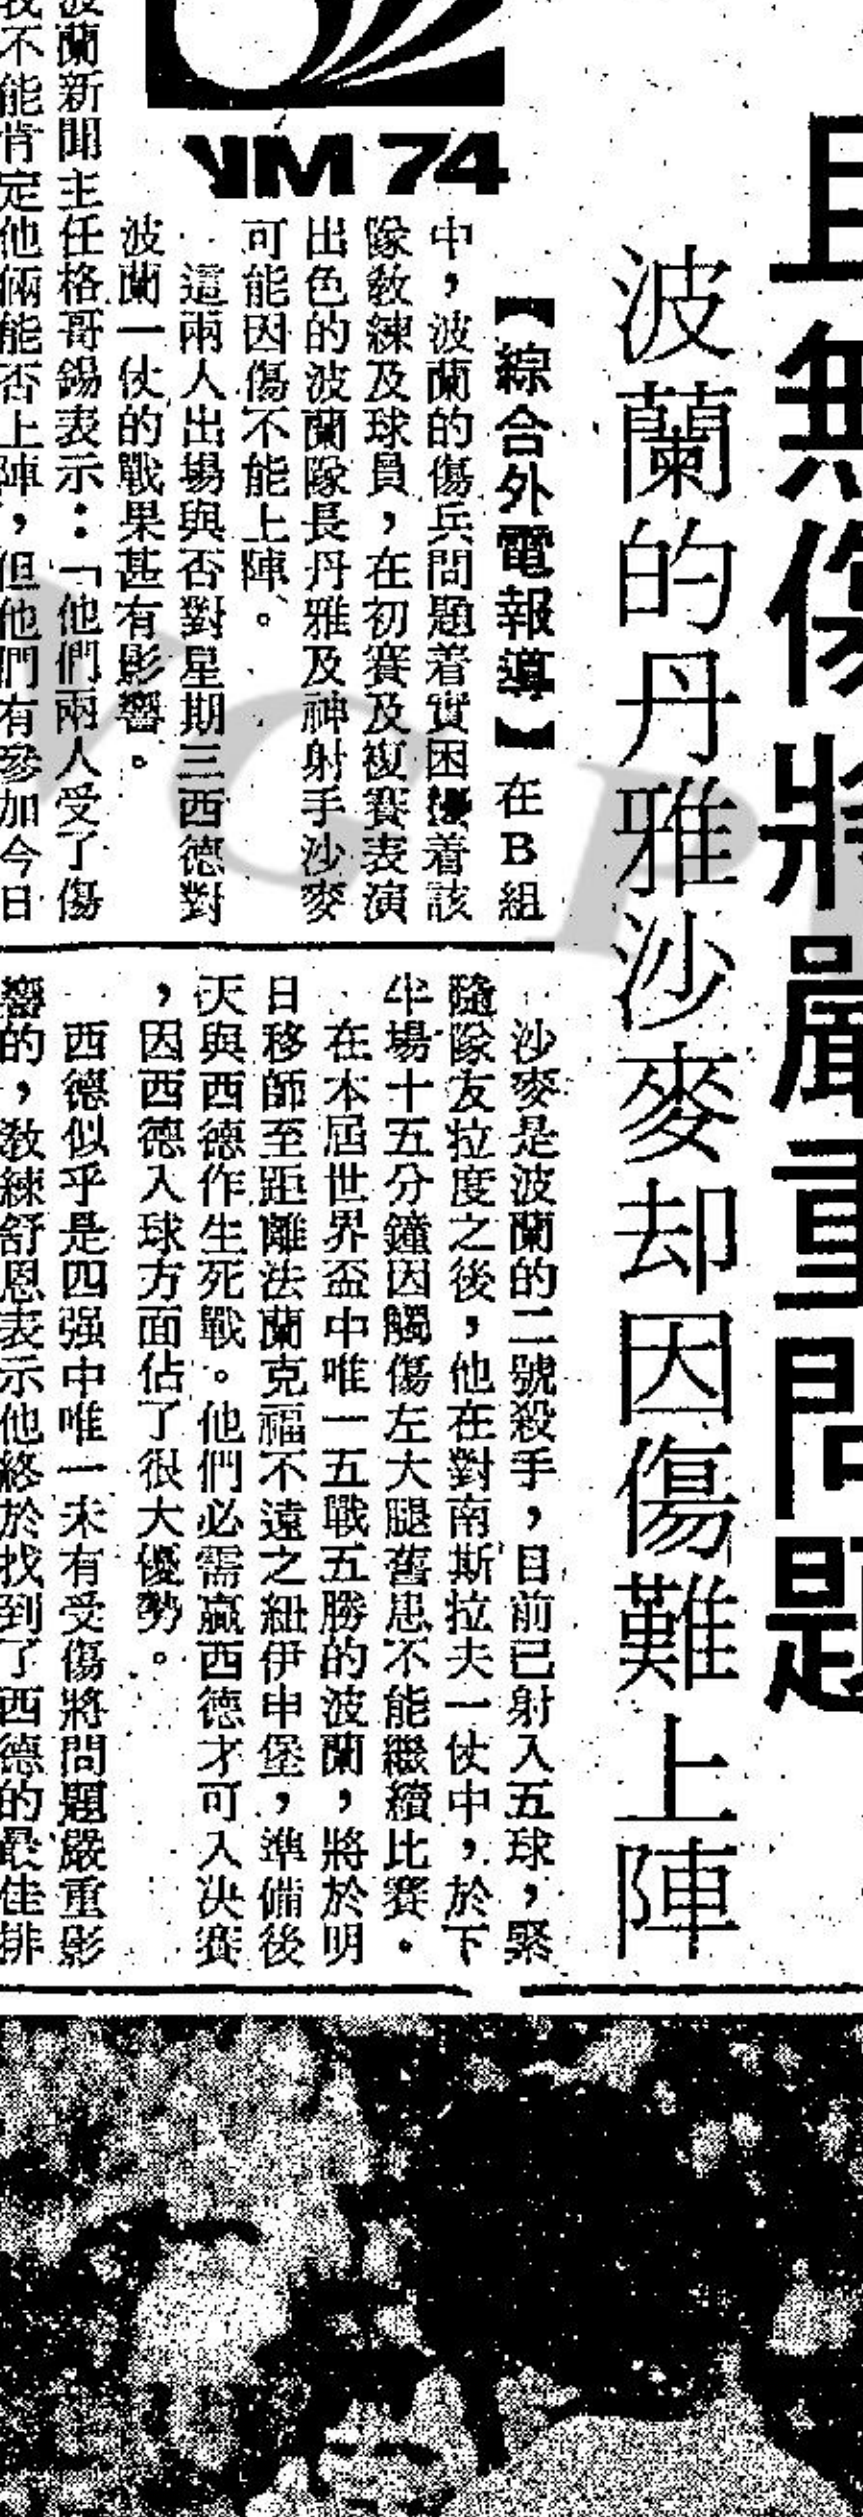 且無傷將嚴重問題
波蘭的丹雅沙麥却因傷難上陣
WM 74
【綜合外電報導】在B組
中，波蘭的傷兵問題着實困擾着該
隊教練及球員，在初賽及複賽表演
出色的波蘭隊長丹雅及神射手沙麥
可能因傷不能上陣。
這兩人出場與否對星期三西德對
波蘭一仗的戰果甚有影響。
波蘭新聞主任格哥錫表示：「他們兩人受了傷
我不能肯定他倆能否上陣，但他們有參加今日
沙麥是波蘭的二號殺手，目前已射入五球，緊
隨隊友拉度之後，他在對南斯拉夫一仗中，於下
半場十五分鐘因觸傷左大腿舊患不能繼續比賽。
在本屆世界盃中唯一五戰五勝的波蘭，將於明
日移師至距離法蘭克福不遠之紐伊申堡，準備後
天與西德作生死戰。他們必需贏西德才可入決賽
，因西德入球方面佔了很大優勢。
西德似乎是四强中唯一未有受傷將問題嚴重影
響的，教練舒恩表示他終於找到了西德的最佳排